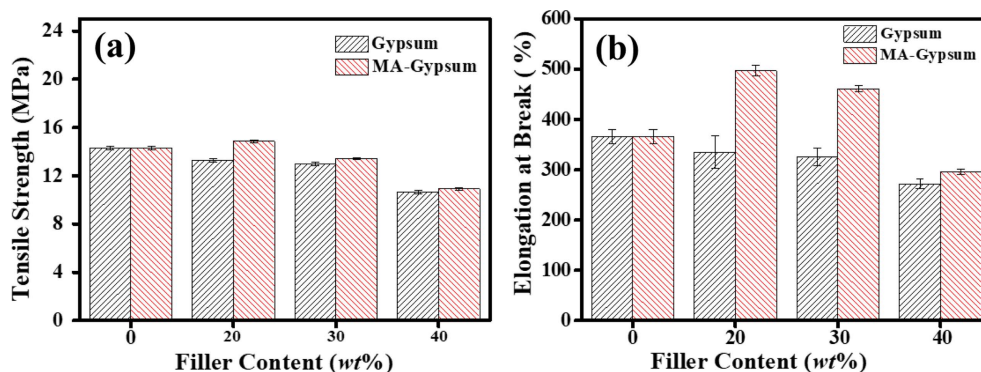 (a)
Gypsum
MA-Gypsum
24
20
16
12
8
4
0
Tensile Strength (MPa)
0 20 30 40
Filler Content (wt%)
(b)
Gypsum
MA-Gypsum
600
500
400
300
200
100
0
Elongation at Break ( %)
0 20 30 40
Filler Content (wt%)